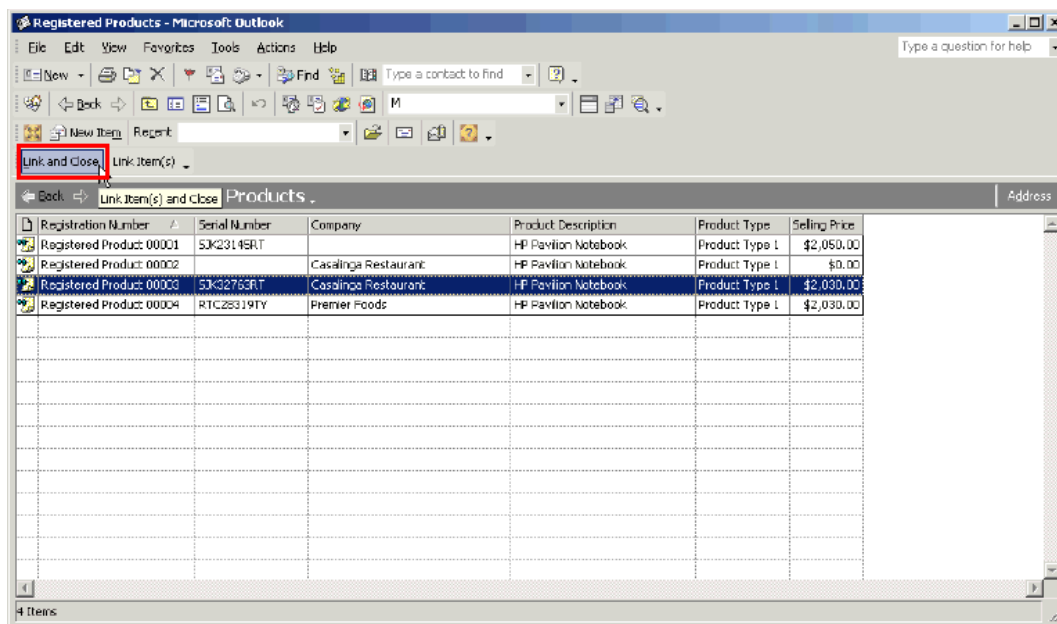 Registered Products - Microsoft Outlook
File Edit View Favorites Tools Actions Help Type a question for help
New Find Type a contact to find
Back M
New Item Recent
Link and Close Link Item(s)
Back Products Address
Link Item(s) and Close
Registration Number Serial Number Company Product Description Product Type Selling Price
Registered Product 00001 SJK23145RT HP Pavilion Notebook Product Type 1 $2,050.00
Registered Product 00002 Casalinga Restaurant HP Pavilion Notebook Product Type 1 $0.00
Registered Product 00003 SJK32763RT Casalinga Restaurant HP Pavilion Notebook Product Type 1 $2,030.00
Registered Product 00004 RTC28319TY Premier Foods HP Pavilion Notebook Product Type 1 $2,030.00
4 Items